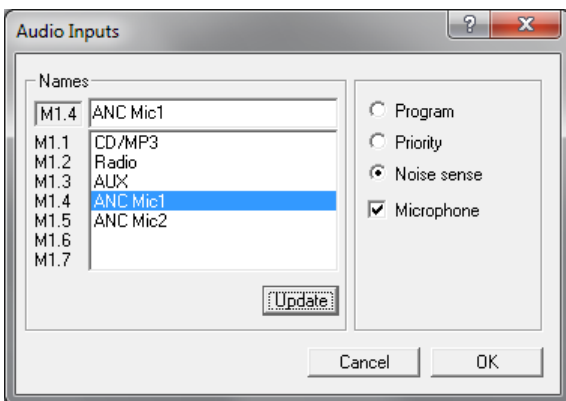 Audio Inputs
?
X
Names
M1.4 ANC Mic1
M1.1 CD/MP3
M1.2 Radio
M1.3 AUX
M1.4 ANC Mic1
M1.5 ANC Mic2
M1.6
M1.7
Update
Program
Priority
Noise sense
Microphone
Cancel OK